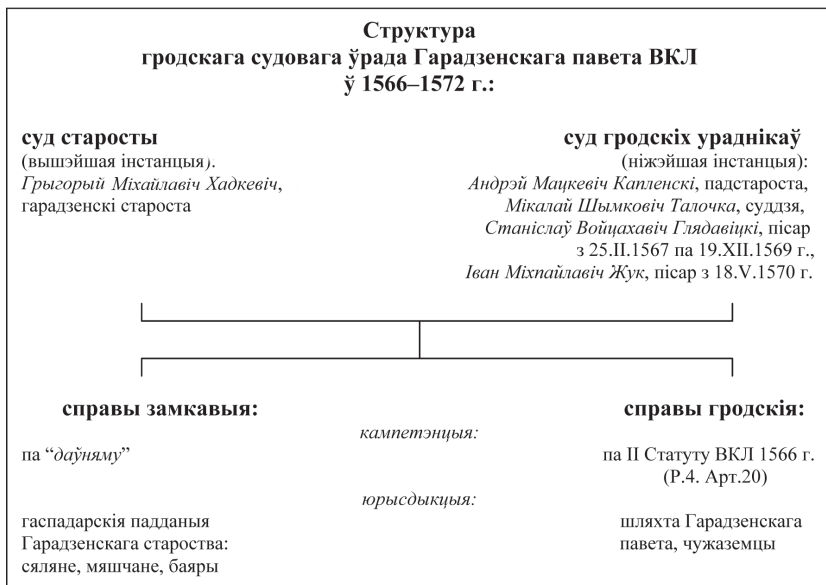 Структура
гродскага судовага ўрада Гарадзенскага павета ВКЛ
ў 1566–1572 г.:
суд старосты
(вышэйшая інстанцыя).
Грыгорый Міхайлавіч Хадкевіч,
гарадзенскі староста
суд гродскіх ураднікаў
(ніжэйшая інстанцыя):
Андрэй Мацкевіч Капленскі, падстароста,
Мікалай Шымковіч Талочка, суддзя,
Станіслаў Войцахавіч Глядавіцкі, пісар
з 25.II.1567 па 19.XII.1569 г.,
Іван Міхпайлавіч Жук, пісар з 18.V.1570 г.
справы замкавыя:
справы гродскія:
кампетэнцыя:
па “даўняму”
па II Статуту ВКЛ 1566 г.
(Р.4. Арт.20)
юрысдыкцыя:
гаспадарскія падданыя
Гарадзенскага староства:
сяляне, мяшчане, баяры
шляхта Гарадзенскага
павета, чужаземцы